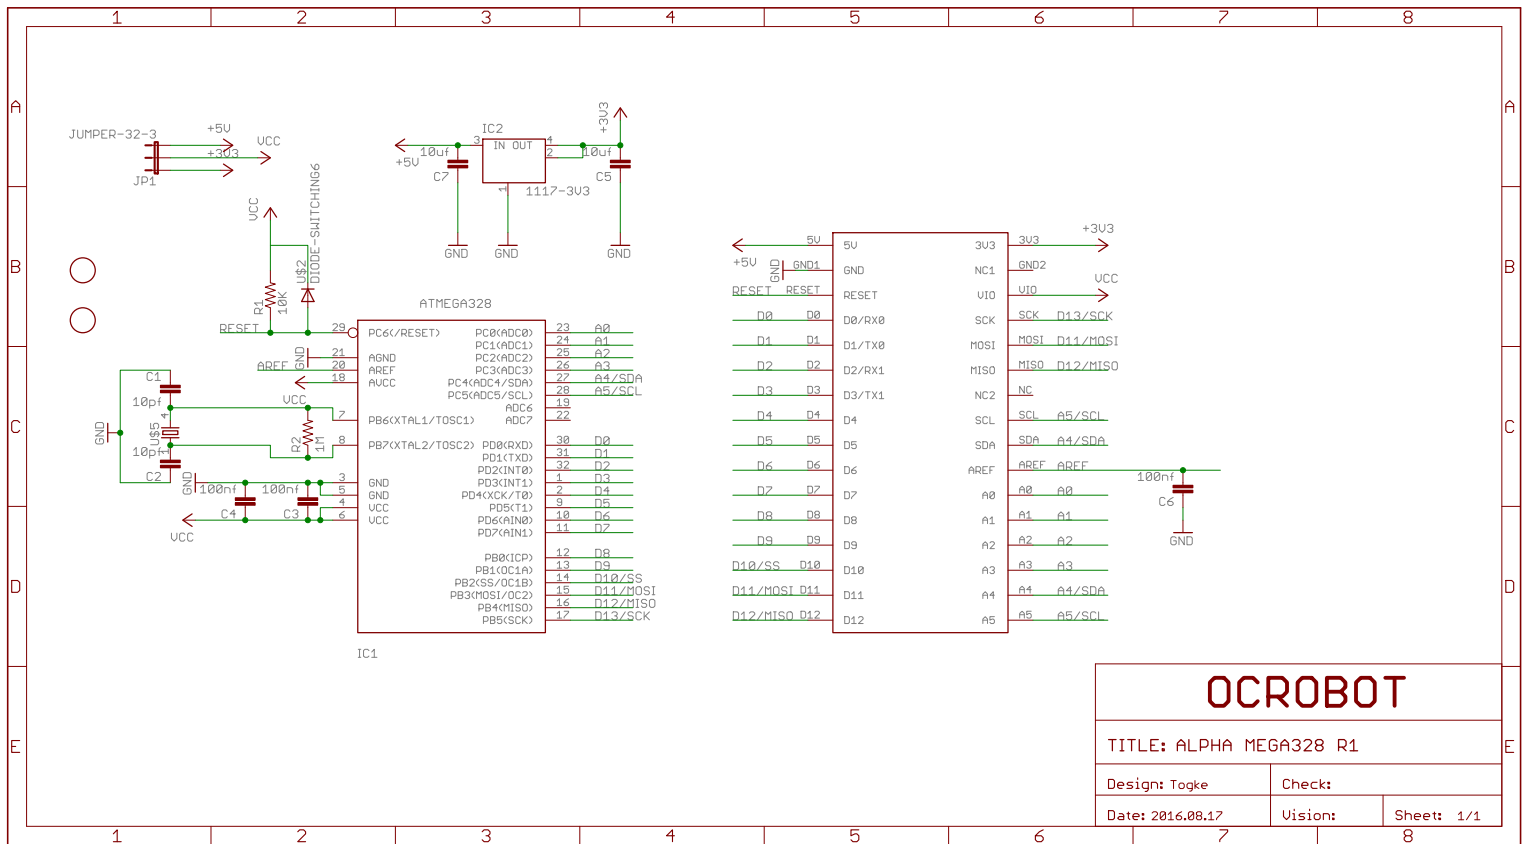 1 2 3 4 5 6 7 8
A A
B B
C C
D D
E E
JUMPER-32-3
+5V
VCC
+3V3
JP1
IC2
+3V3
3 IN OUT 4
2
1
+5V
10uf
C7
10uf
C5
1117-3V3
GND GND GND
VCC
U$2
DIODE-SWITCHING6
R1
10K
RESET
ATMEGA328
29 PC6(/RESET)
GND 21 AGND
AREF 20 AREF
18 AVCC
VCC
7 PB6(XTAL1/TOSC1)
8 PB7(XTAL2/TOSC2)
3 GND
5 GND
4 VCC
6 VCC
PC0(ADC0) 23 A0
PC1(ADC1) 24 A1
PC2(ADC2) 25 A2
PC3(ADC3) 26 A3
PC4(ADC4/SDA) 27 A4/SDA
PC5(ADC5/SCL) 28 A5/SCL
ADC6 19
ADC7 22
PD0(RXD) 30 D0
PD1(TXD) 31 D1
PD2(INT0) 32 D2
PD3(INT1) 1 D3
PD4(XCK/T0) 2 D4
PD5(T1) 9 D5
PD6(AIN0) 10 D6
PD7(AIN1) 11 D7
PB0(ICP) 12 D8
PB1(OC1A) 13 D9
PB2(SS/OC1B) 14 D10/SS
PB3(MOSI/OC2) 15 D11/MOSI
PB4(MISO) 16 D12/MISO
PB5(SCK) 17 D13/SCK
IC1
C1
10pf
GND
4
U$5
1
10pf
C2
R2
1M
GND
100nf
C4
100nf
C3
VCC
+5V 5V 5V
GND GND1 GND
RESET RESET RESET
D0 D0 D0/RX0
D1 D1 D1/TX0
D2 D2 D2/RX1
D3 D3 D3/TX1
D4 D4 D4
D5 D5 D5
D6 D6 D6
D7 D7 D7
D8 D8 D8
D9 D9 D9
D10/SS D10 D10
D11/MOSI D11 D11
D12/MISO D12 D12
3V3 3V3 +3V3
NC1 GND2
VIO VIO VCC
SCK SCK D13/SCK
MOSI MOSI D11/MOSI
MISO MISO D12/MISO
NC2 NC
SCL SCL A5/SCL
SDA SDA A4/SDA
AREF AREF AREF
A0 A0 A0
A1 A1 A1
A2 A2 A2
A3 A3 A3
A4 A4 A4/SDA
A5 A5 A5/SCL
100nf
C6
GND
OCROBOT
TITLE: ALPHA MEGA328 R1
Design: Togke Check:
Date: 2016.08.17 Vision: Sheet: 1/1
1 2 3 4 5 6 7 8